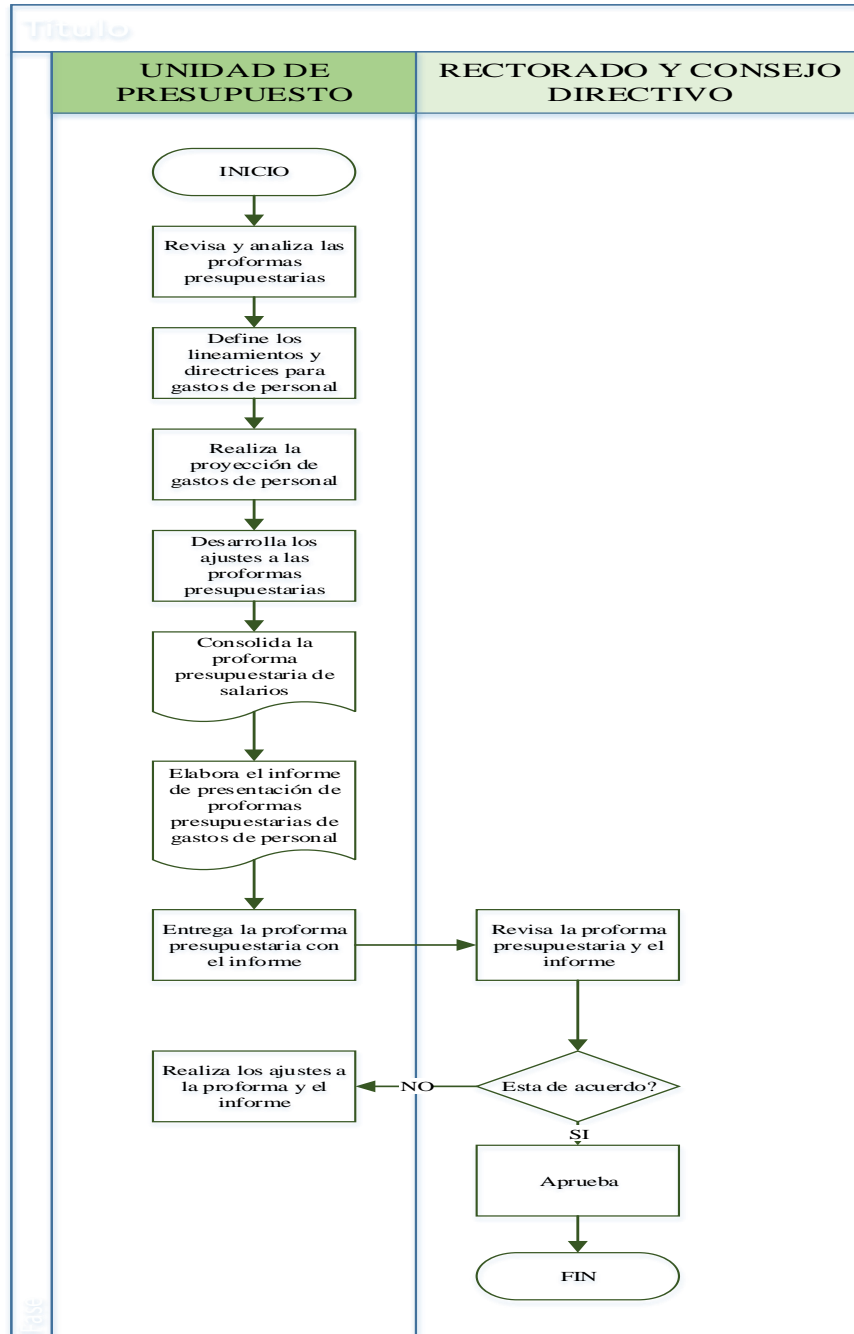 Título
UNIDAD DE
PRESUPUESTO
RECTORADO Y CONSEJO
DIRECTIVO
INICIO
Revisa y analiza las
proformas
presupuestarias
Define los
lineamientos y
directrices para
gastos de personal
Realiza la
proyección de
gastos de personal
Desarrolla los
ajustes a las
proformas
presupuestarias
Consolida la
proforma
presupuestaria de
salarios
Elabora el informe
de presentación de
proformas
presupuestarias de
gastos de personal
Entrega la proforma
presupuestaria con
el informe
Revisa la proforma
presupuestaria y el
informe
Realiza los ajustes a
la proforma y el
informe
NO
Esta de acuerdo?
SI
Aprueba
FIN
Fase